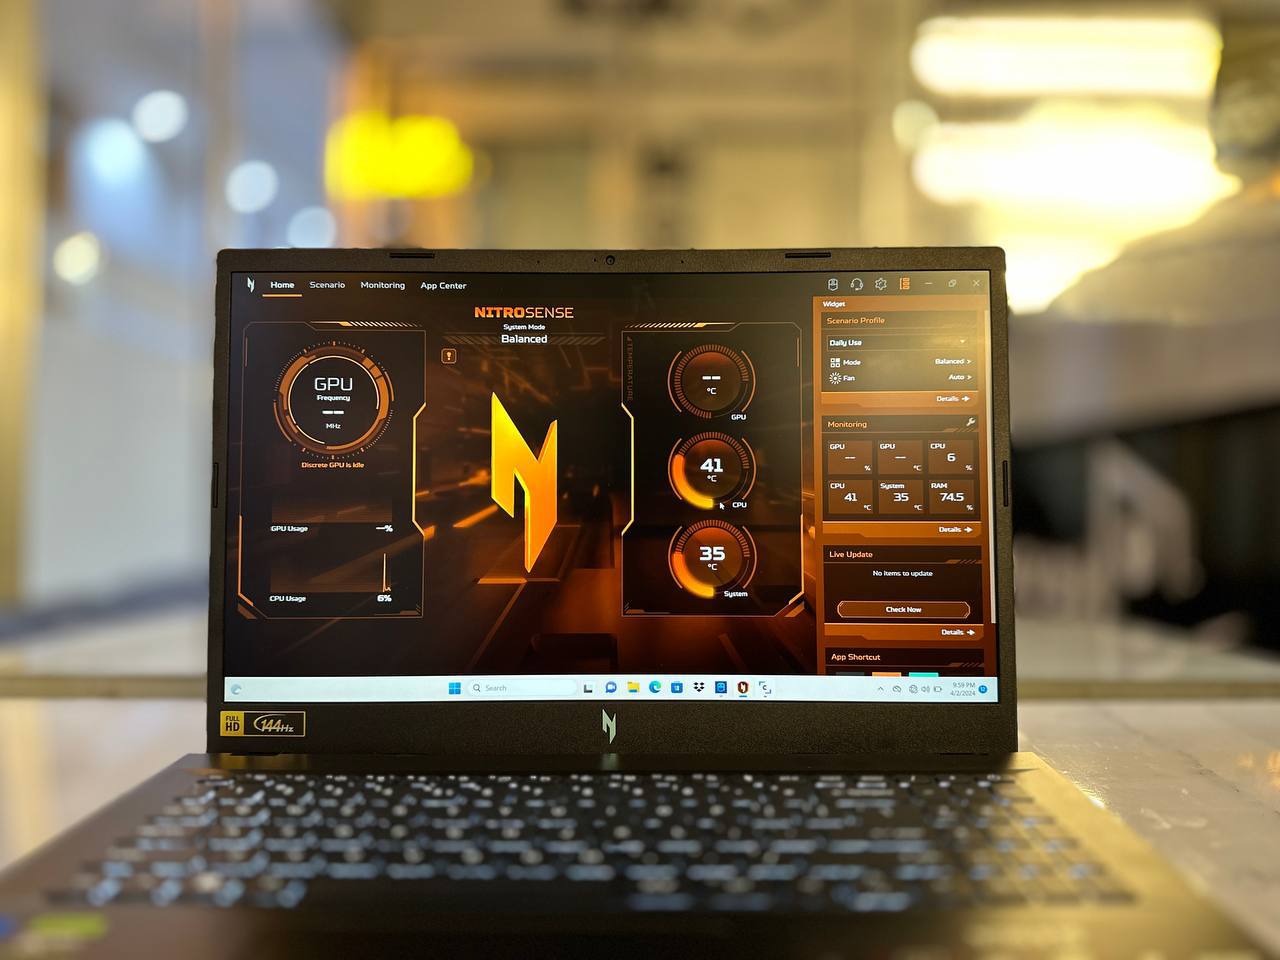 Home Scenario Monitoring App Center
NITROSENSE
System Mode
Balanced
GPU
Frequency
--
MHz
Discrete GPU is Idle
GPU Usage --%
CPU Usage 6%
TEMPERATURE
--
°C
GPU
41
°C
CPU
35
°C
System
Widget
Scenario Profile
Daily Use
Mode Balanced >
Fan Auto >
Details
Monitoring
GPU GPU CPU
-- -- 6
% °C %
CPU System RAM
41 35 74.5
°C °C %
Details
Live Update
No items to update
Check Now
Details
App Shortcut
Search
9:59 PM
4/2/2024
FULL
HD
144Hz